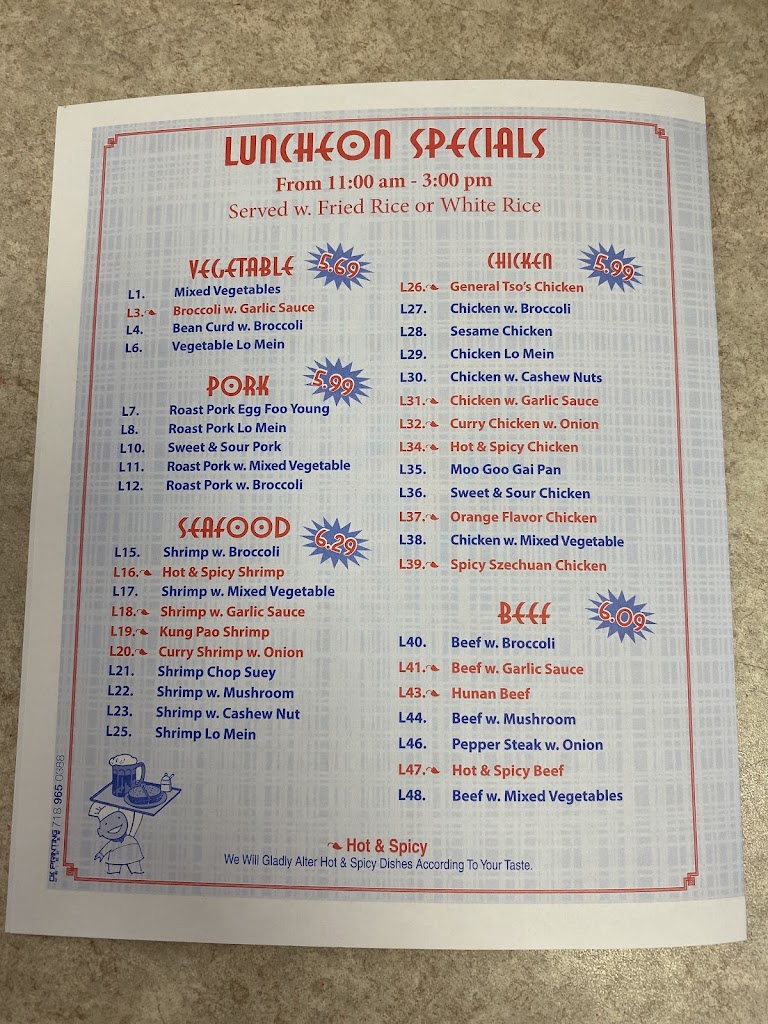 LUNCHEON SPECIALS
From 11:00 am - 3:00 pm
Served w. Fried Rice or White Rice
VEGETABLE 5.69
L1. Mixed Vegetables
L3. Broccoli w. Garlic Sauce
L4. Bean Curd w. Broccoli
L6. Vegetable Lo Mein
PORK 5.99
L7. Roast Pork Egg Foo Young
L8. Roast Pork Lo Mein
L10. Sweet & Sour Pork
L11. Roast Pork w. Mixed Vegetable
L12. Roast Pork w. Broccoli
SEAFOOD 6.29
L15. Shrimp w. Broccoli
L16. Hot & Spicy Shrimp
L17. Shrimp w. Mixed Vegetable
L18. Shrimp w. Garlic Sauce
L19. Kung Pao Shrimp
L20. Curry Shrimp w. Onion
L21. Shrimp Chop Suey
L22. Shrimp w. Mushroom
L23. Shrimp w. Cashew Nut
L25. Shrimp Lo Mein
CHICKEN 5.99
L26. General Tso's Chicken
L27. Chicken w. Broccoli
L28. Sesame Chicken
L29. Chicken Lo Mein
L30. Chicken w. Cashew Nuts
L31. Chicken w. Garlic Sauce
L32. Curry Chicken w. Onion
L34. Hot & Spicy Chicken
L35. Moo Goo Gai Pan
L36. Sweet & Sour Chicken
L37. Orange Flavor Chicken
L38. Chicken w. Mixed Vegetable
L39. Spicy Szechuan Chicken
BEEF 6.09
L40. Beef w. Broccoli
L41. Beef w. Garlic Sauce
L43. Hunan Beef
L44. Beef w. Mushroom
L46. Pepper Steak w. Onion
L47. Hot & Spicy Beef
L48. Beef w. Mixed Vegetables
Hot & Spicy
We Will Gladly Alter Hot & Spicy Dishes According To Your Taste.
PRINTING 718 965 0388